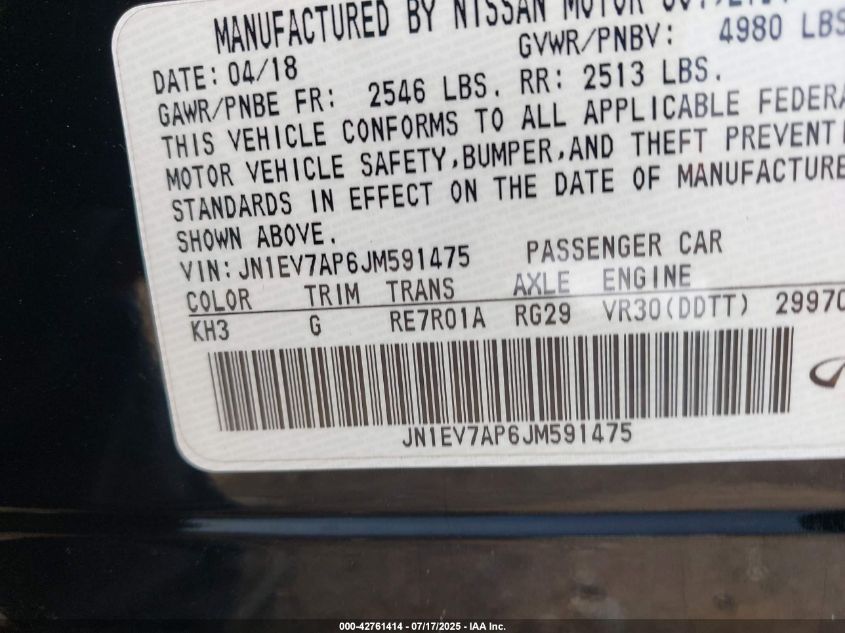 MANUFACTURED BY NISSAN MOTOR
GVWR/PNBV: 4980 LBS
DATE: 04/18
GAWR/PNBE FR: 2546 LBS. RR: 2513 LBS.
THIS VEHICLE CONFORMS TO ALL APPLICABLE FEDERA
MOTOR VEHICLE SAFETY,BUMPER,AND THEFT PREVENTI
STANDARDS IN EFFECT ON THE DATE OF MANUFACTURE
SHOWN ABOVE.
VIN:JN1EV7AP6JM591475 PASSENGER CAR
COLOR TRIM TRANS AXLE ENGINE
KH3 G RE7R01A RG29 VR30(DDTT) 2997C
JN1EV7AP6JM591475
000-42761414 - 07/17/2025 - IAA Inc.